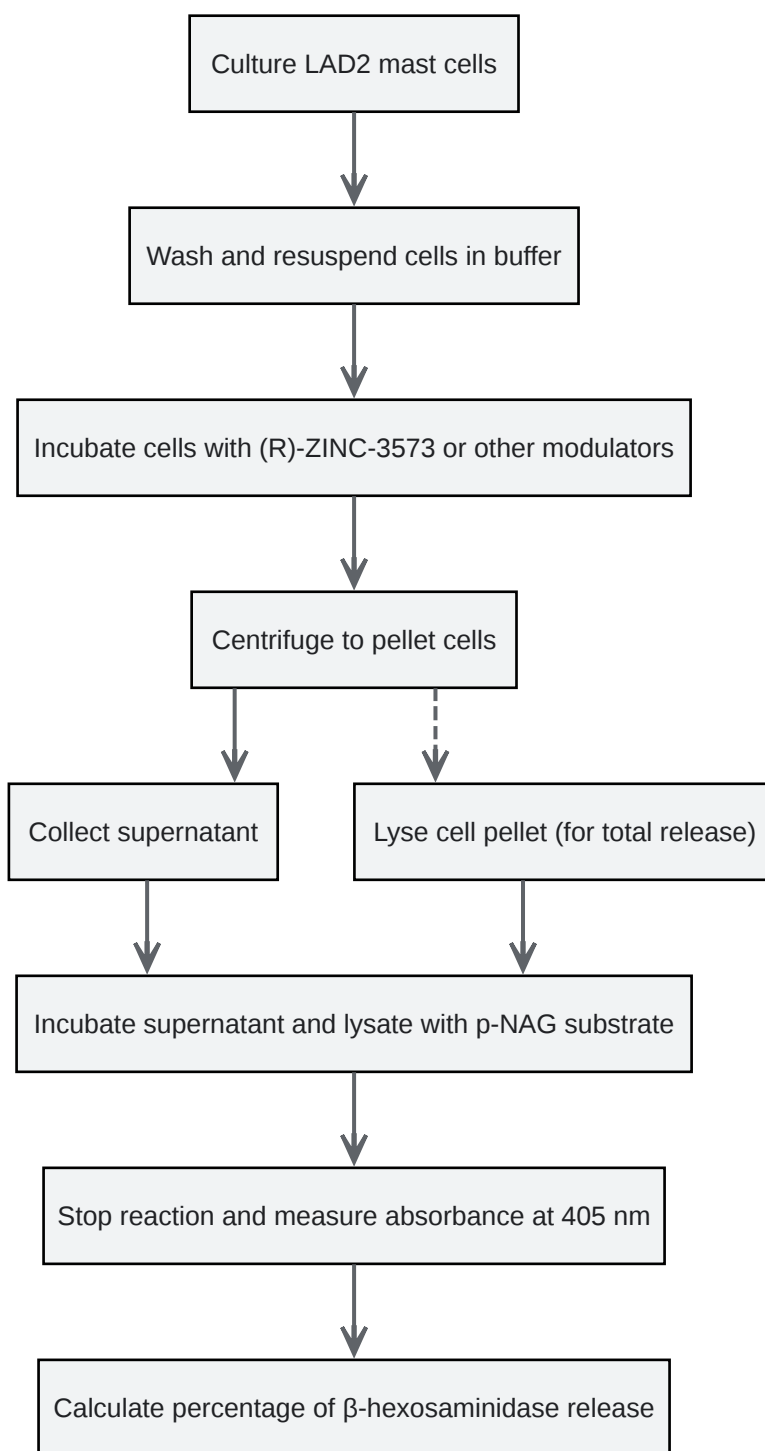 Culture LAD2 mast cells
Wash and resuspend cells in buffer
Incubate cells with (R)-ZINC-3573 or other modulators
Centrifuge to pellet cells
Collect supernatant
Lyse cell pellet (for total release)
Incubate supernatant and lysate with p-NAG substrate
Stop reaction and measure absorbance at 405 nm
Calculate percentage of β-hexosaminidase release